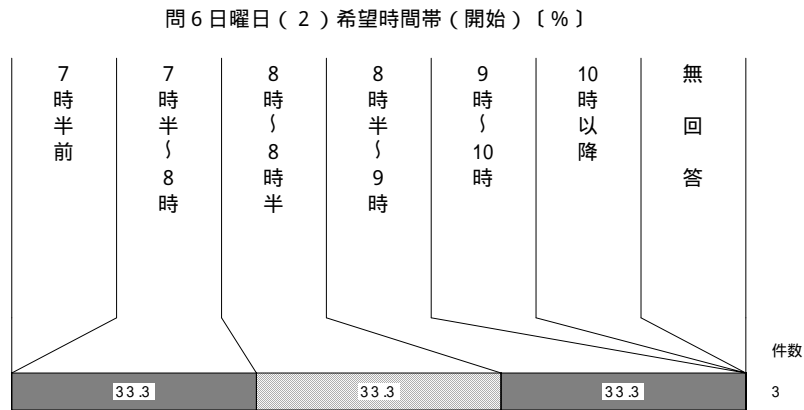 問6日曜日(2)希望時間帯(開始)〔%〕
7時半前
7時半～8時
8時～8時半
8時半～9時
9時～10時
10時以降
無回答
件数
33.3
33.3
33.3
3